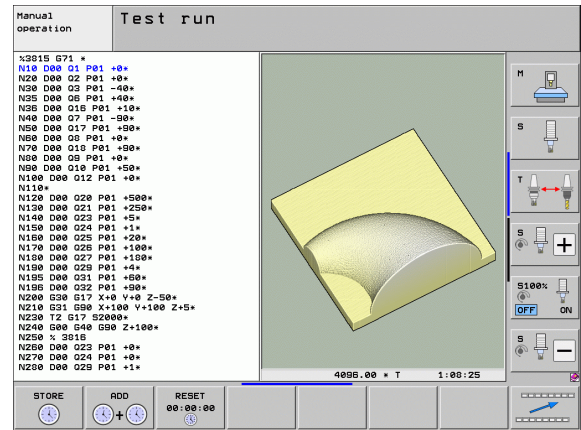 Manual
operation
Test run
%3815 G71 *
N10 D00 Q1 P01 +0*
N20 D00 Q2 P01 +0*
N30 D00 Q3 P01 -40*
N35 D00 Q6 P01 +40*
N36 D00 Q16 P01 +10*
N40 D00 Q7 P01 -90*
N50 D00 Q17 P01 +90*
N60 D00 Q8 P01 +0*
N70 D00 Q18 P01 +90*
N80 D00 Q9 P01 +0*
N90 D00 Q10 P01 +50*
N100 D00 Q12 P01 +0*
N110*
N120 D00 Q20 P01 +500*
N130 D00 Q21 P01 +250*
N140 D00 Q23 P01 +5*
N150 D00 Q24 P01 +1*
N160 D00 Q25 P01 +20*
N170 D00 Q26 P01 +100*
N180 D00 Q27 P01 +180*
N190 D00 Q29 P01 +4*
N195 D00 Q31 P01 +60*
N196 D00 Q32 P01 +90*
N200 G30 G17 X+0 Y+0 Z-50*
N210 G31 G90 X+100 Y+100 Z+5*
N230 T2 G17 S2000*
N240 G00 G40 G90 Z+100*
N250 % 3816
N260 D00 Q23 P01 +0*
N270 D00 Q24 P01 +0*
N280 D00 Q29 P01 +1*
4096.00 * T 1:08:25
M
S
T
S
+
S100%
OFF ON
S
−
STORE
ADD
+
RESET
00:00:00